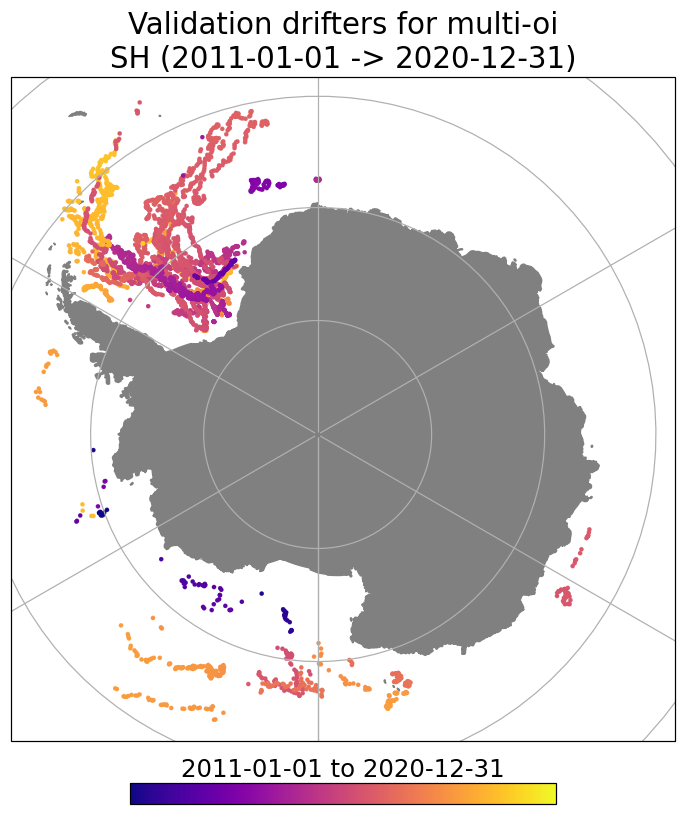 Validation drifters for multi-oi
SH (2011-01-01 -> 2020-12-31)
2011-01-01 to 2020-12-31